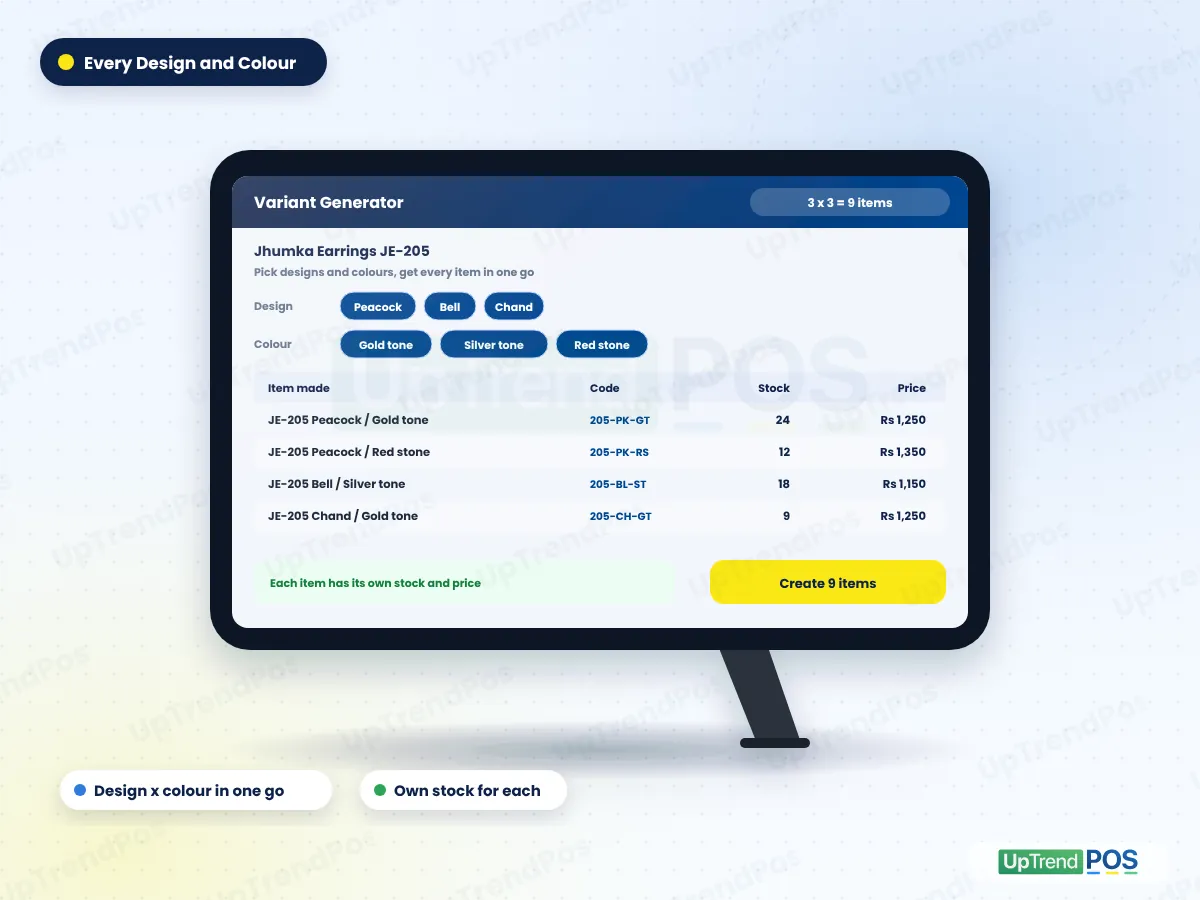 Every Design and Colour
Variant Generator
3 x 3 = 9 items
Jhumka Earrings JE-205
Pick designs and colours, get every item in one go
Design Peacock Bell Chand
Colour Gold tone Silver tone Red stone
Item made Code Stock Price
JE-205 Peacock / Gold tone 205-PK-GT 24 Rs 1,250
JE-205 Peacock / Red stone 205-PK-RS 12 Rs 1,350
JE-205 Bell / Silver tone 205-BL-ST 18 Rs 1,150
JE-205 Chand / Gold tone 205-CH-GT 9 Rs 1,250
Each item has its own stock and price
Create 9 items
Design x colour in one go
Own stock for each
UpTrendPOS